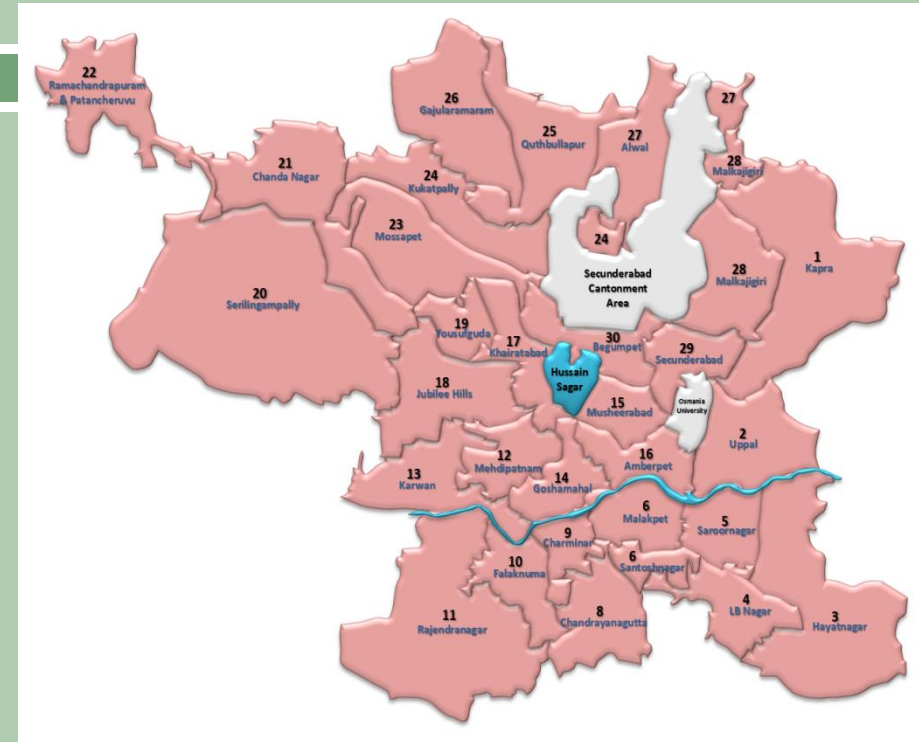 22
Ramachandrapuram
& Patancheruvu
26
Gajularamaram
25
Quthbullapur
27
Alwal
27
28
Malkajigiri
21
Chanda Nagar
24
Kukatpally
23
Mossapet
24
Secunderabad
Cantonment
Area
28
Malkajigiri
1
Kapra
20
Serilingampally
19
Yousufguda
17
Khairatabad
30
Begumpet
29
Secunderabad
Hussain
Sagar
18
Jubilee Hills
15
Musheerabad
Osmania
University
2
Uppal
12
Mehdipatnam
16
Amberpet
13
Karwan
14
Goshamahal
6
Malakpet
5
Saroornagar
9
Charminar
10
Falaknuma
6
Santoshnagar
4
LB Nagar
3
Hayatnagar
8
Chandrayanagutta
11
Rajendranagar